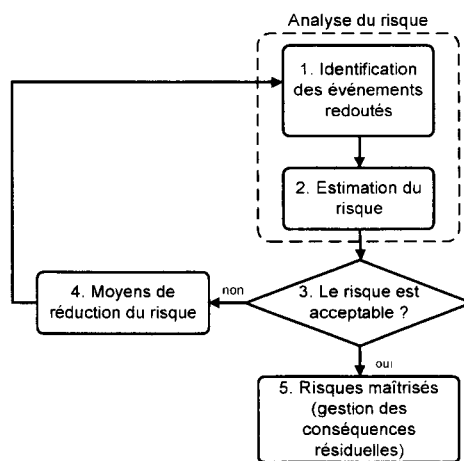 Analyse du risque
1. Identification
des événements
redoutés
2. Estimation du
risque
3. Le risque est
acceptable ?
non
4. Moyens de
réduction du risque
oui
5. Risques maîtrisés
(gestion des
conséquences
résiduelles)